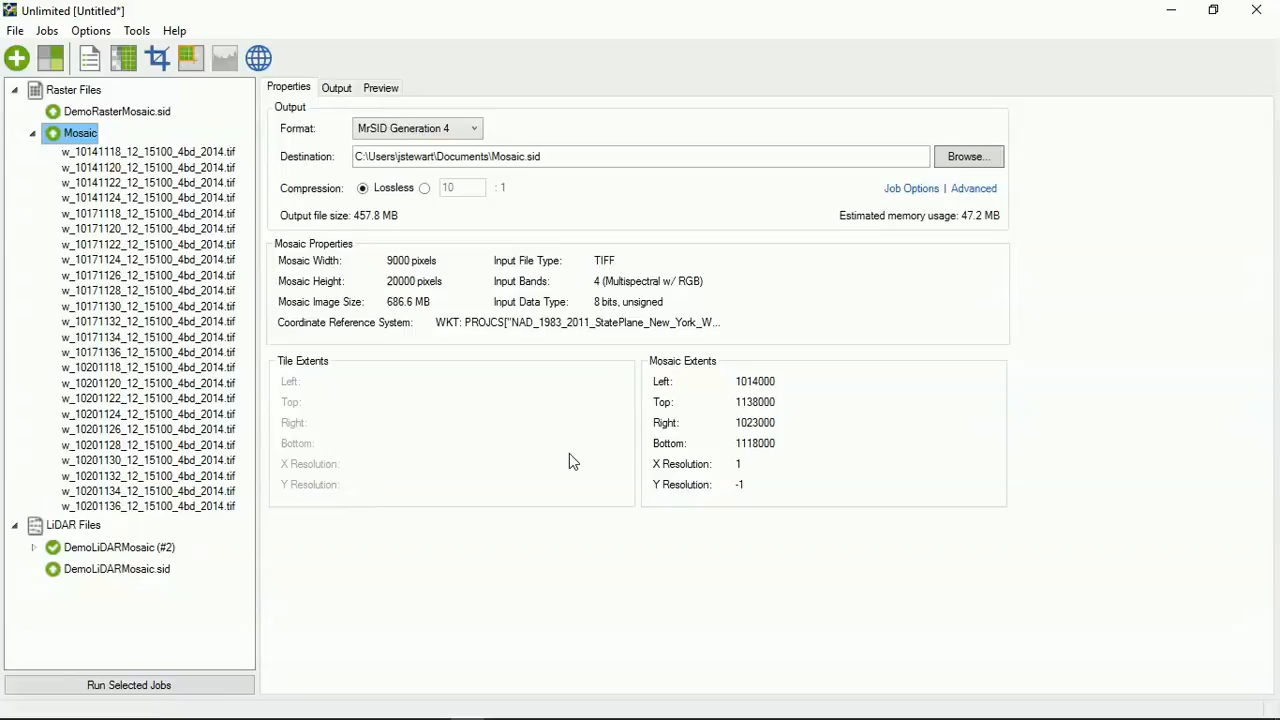 Unlimited [Untitled*]
File Jobs Options Tools Help
Raster Files
DemoRasterMosaic.sid
Mosaic
w_10141118_12_15100_4bd_2014.tif
w_10141120_12_15100_4bd_2014.tif
w_10141122_12_15100_4bd_2014.tif
w_10141124_12_15100_4bd_2014.tif
w_10171118_12_15100_4bd_2014.tif
w_10171120_12_15100_4bd_2014.tif
w_10171122_12_15100_4bd_2014.tif
w_10171124_12_15100_4bd_2014.tif
w_10171126_12_15100_4bd_2014.tif
w_10171128_12_15100_4bd_2014.tif
w_10171130_12_15100_4bd_2014.tif
w_10171132_12_15100_4bd_2014.tif
w_10171134_12_15100_4bd_2014.tif
w_10171136_12_15100_4bd_2014.tif
w_10201118_12_15100_4bd_2014.tif
w_10201120_12_15100_4bd_2014.tif
w_10201122_12_15100_4bd_2014.tif
w_10201124_12_15100_4bd_2014.tif
w_10201126_12_15100_4bd_2014.tif
w_10201128_12_15100_4bd_2014.tif
w_10201130_12_15100_4bd_2014.tif
w_10201132_12_15100_4bd_2014.tif
w_10201134_12_15100_4bd_2014.tif
w_10201136_12_15100_4bd_2014.tif
LiDAR Files
DemoLiDARMosaic (#2)
DemoLiDARMosaic.sid
Run Selected Jobs
Properties Output Preview
Output
Format: MrSID Generation 4
Destination: C:\Users\jstewart\Documents\Mosaic.sid Browse...
Compression: Lossless 10 : 1 Job Options | Advanced
Output file size: 457.8 MB Estimated memory usage: 47.2 MB
Mosaic Properties
Mosaic Width: 9000 pixels Input File Type: TIFF
Mosaic Height: 20000 pixels Input Bands: 4 (Multispectral w/ RGB)
Mosaic Image Size: 686.6 MB Input Data Type: 8 bits, unsigned
Coordinate Reference System: WKT: PROJCS["NAD_1983_2011_StatePlane_New_York_W...
Tile Extents
Left:
Top:
Right:
Bottom:
X Resolution:
Y Resolution:
Mosaic Extents
Left: 1014000
Top: 1138000
Right: 1023000
Bottom: 1118000
X Resolution: 1
Y Resolution: -1